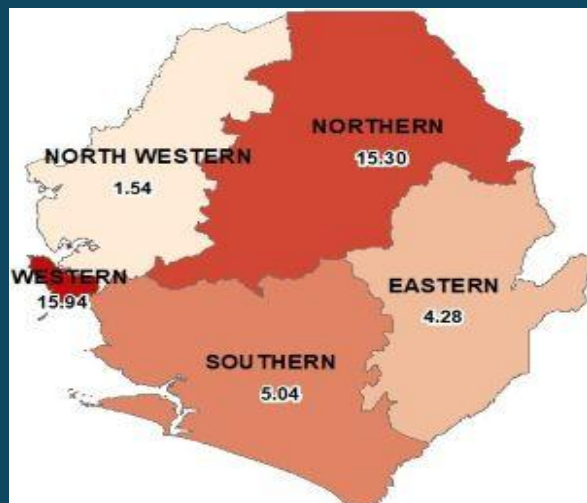 NORTHERN
15.30
NORTH WESTERN
1.54
WESTERN
15.94
EASTERN
4.28
SOUTHERN
5.04